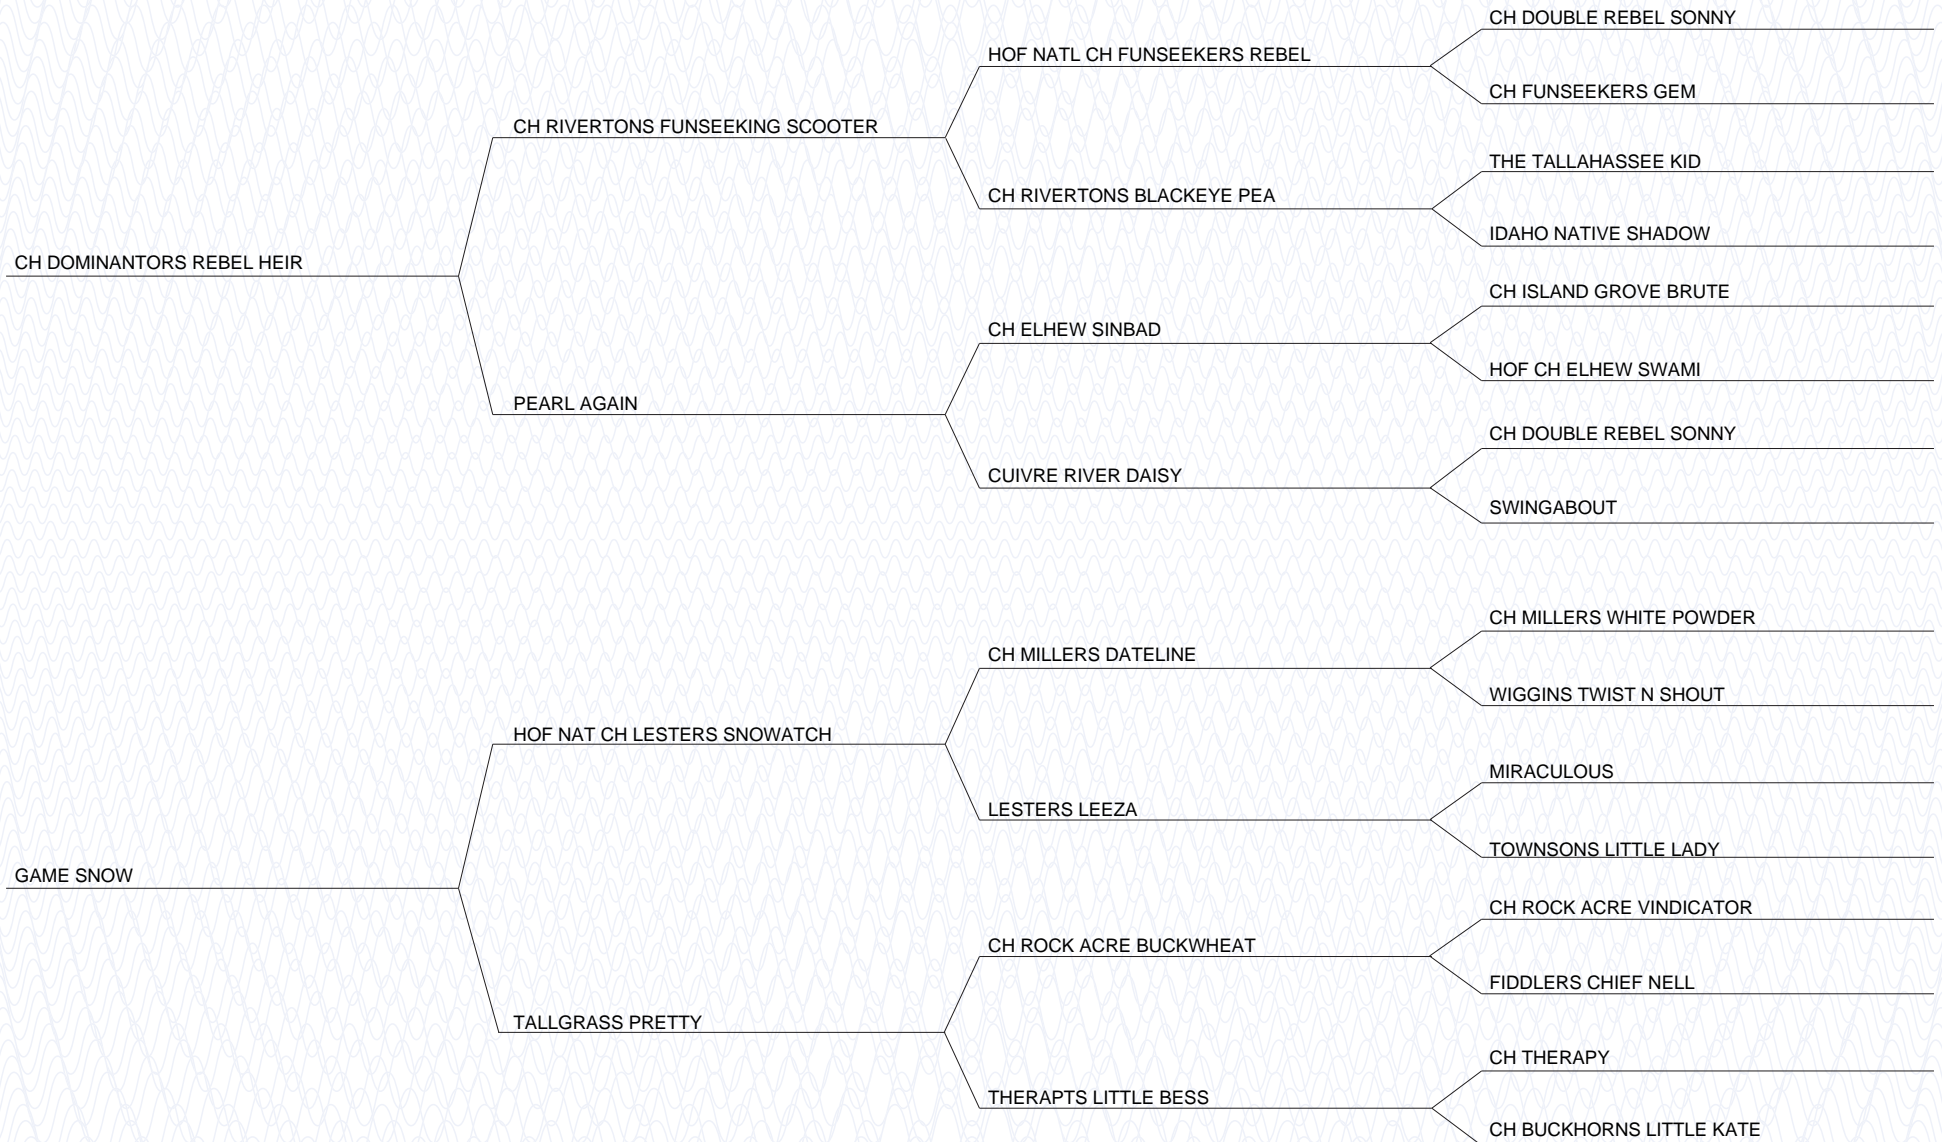 CH DOUBLE REBEL SONNY
HOF NATL CH FUNSEEKERS REBEL
CH FUNSEEKERS GEM
CH RIVERTONS FUNSEEKING SCOOTER
THE TALLAHASSEE KID
CH RIVERTONS BLACKEYE PEA
IDAHO NATIVE SHADOW
CH DOMINANTORS REBEL HEIR
CH ISLAND GROVE BRUTE
CH ELHEW SINBAD
HOF CH ELHEW SWAMI
PEARL AGAIN
CH DOUBLE REBEL SONNY
CUIVRE RIVER DAISY
SWINGABOUT
CH MILLERS WHITE POWDER
CH MILLERS DATELINE
WIGGINS TWIST N SHOUT
HOF NAT CH LESTERS SNOWATCH
MIRACULOUS
LESTERS LEEZA
TOWNSONS LITTLE LADY
GAME SNOW
CH ROCK ACRE VINDICATOR
CH ROCK ACRE BUCKWHEAT
FIDDLERS CHIEF NELL
TALLGRASS PRETTY
CH THERAPY
THERAPTS LITTLE BESS
CH BUCKHORNS LITTLE KATE